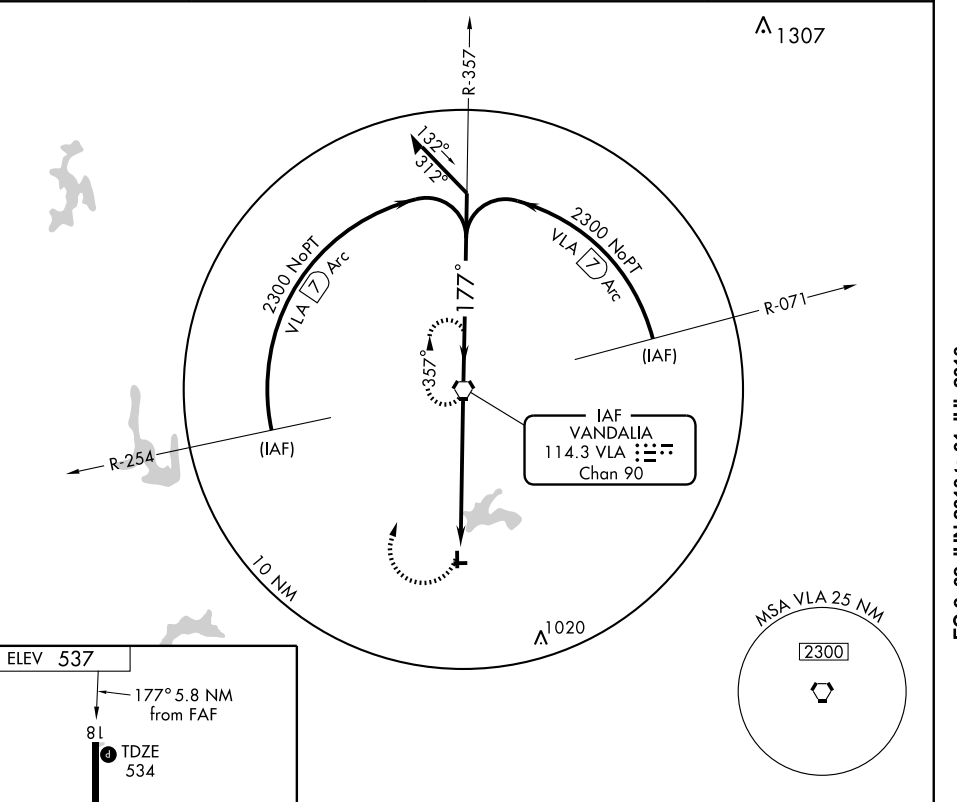 1307
R-357
132°
312°
2300 NoPT
VLA 7 Arc
2300 NoPT
VLA 7 Arc
177°
R-071
(IAF)
357°
IAF
VANDALIA
114.3 VLA
Chan 90
R-254
(IAF)
10 NM
1020
MSA VLA 25 NM
2300
ELEV 537
177° 5.8 NM
from FAF
18
P
TDZE
534